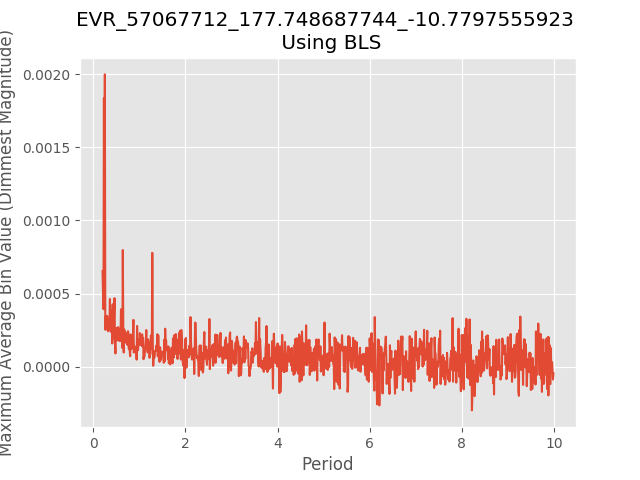 EVR_57067712_177.748687744_-10.7797555923
Using BLS
Maximum Average Bin Value (Dimmest Magnitude)
0.0020
0.0015
0.0010
0.0005
0.0000
0
2
4
6
8
10
Period